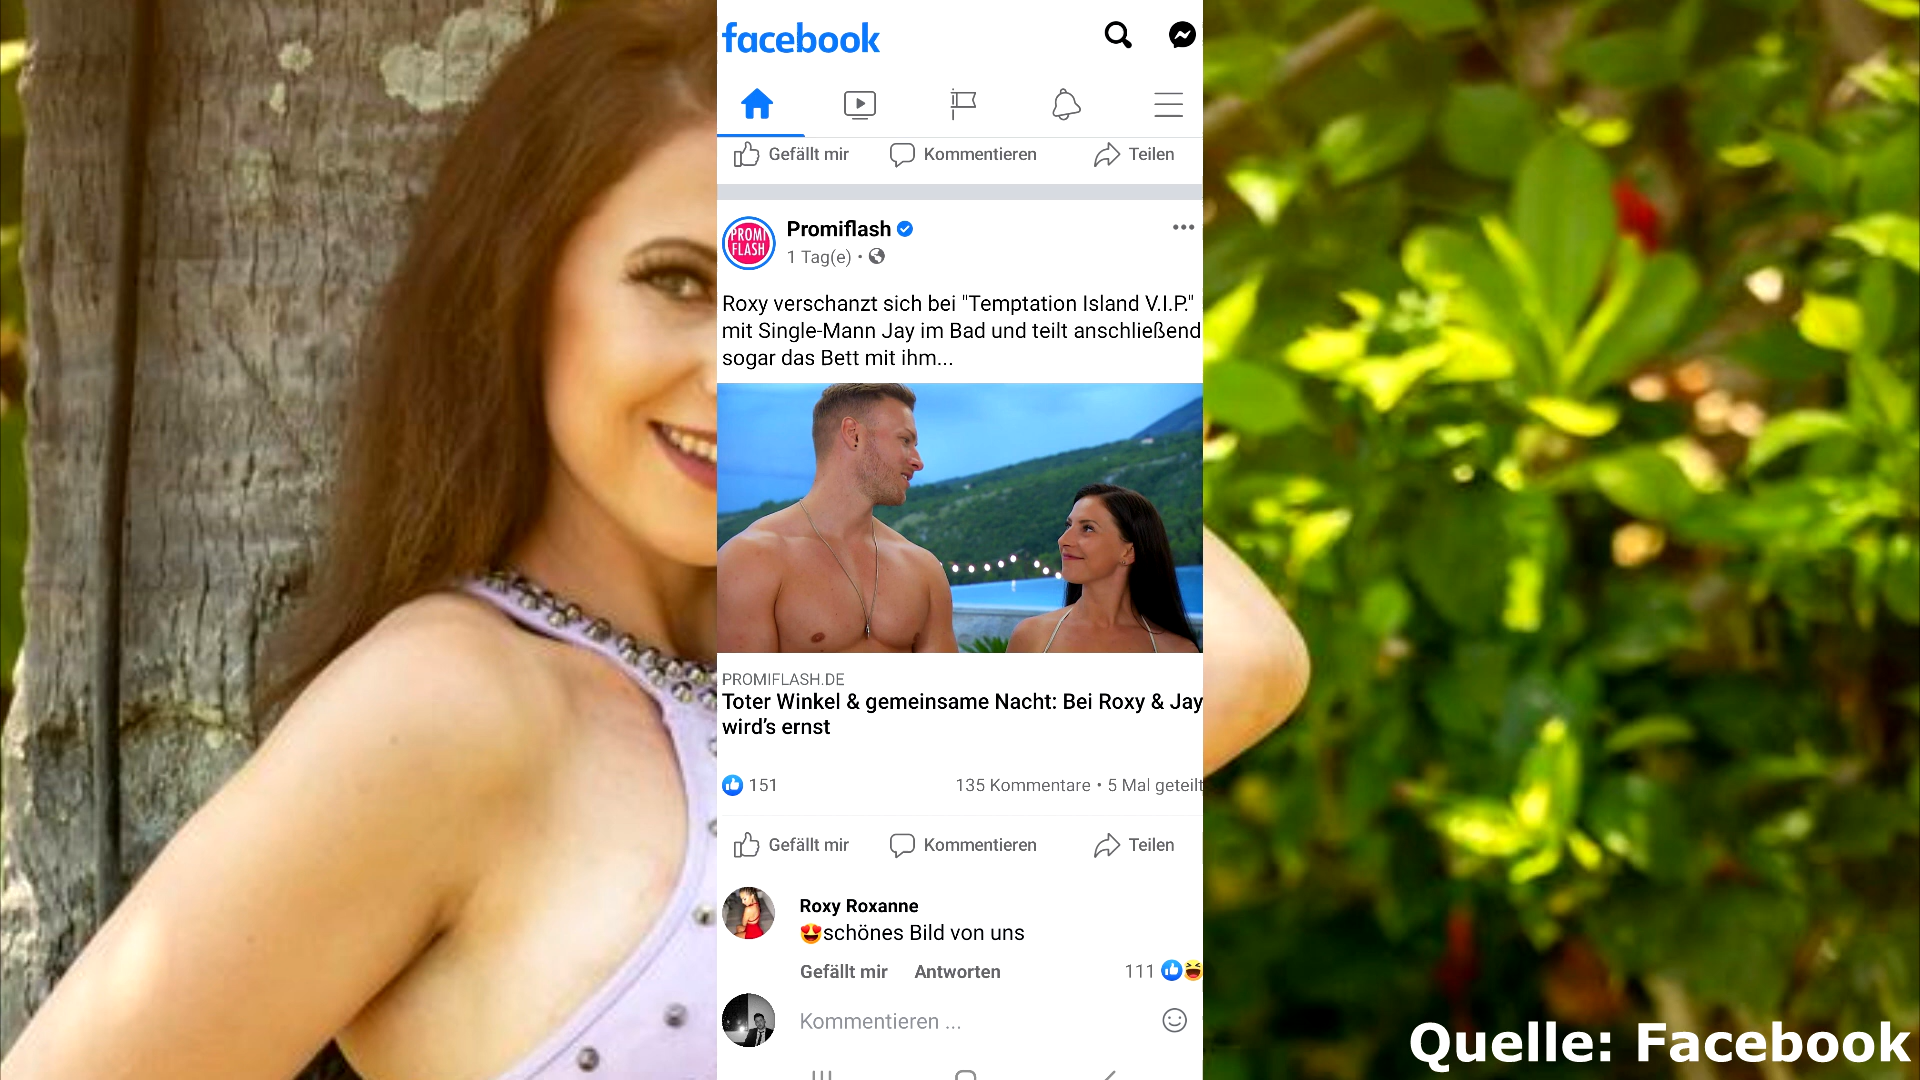 facebook
Gefällt mir
Kommentieren
Teilen
PROMI
FLASH
Promiflash
1 Tag(e) •
Roxy verschanzt sich bei "Temptation Island V.I.P."
mit Single-Mann Jay im Bad und teilt anschließend
sogar das Bett mit ihm...
PROMIFLASH.DE
Toter Winkel & gemeinsame Nacht: Bei Roxy & Jay
wird’s ernst
151
135 Kommentare • 5 Mal geteilt
Gefällt mir
Kommentieren
Teilen
Roxy Roxanne
😍schönes Bild von uns
Gefällt mir
Antworten
111
Kommentieren ...
Quelle: Facebook